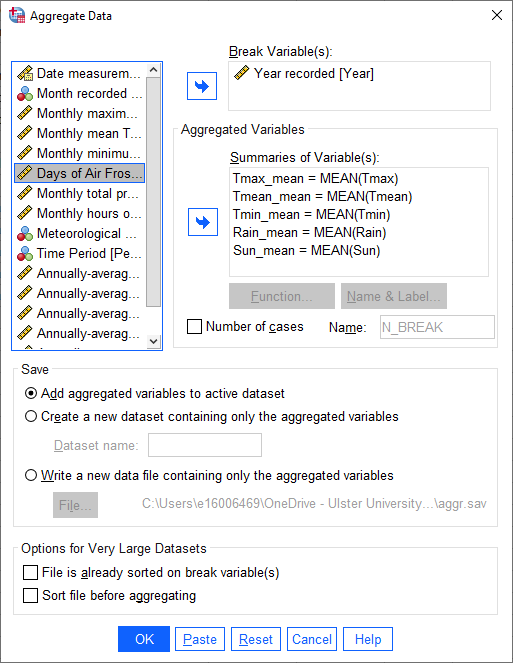 Aggregate Data
Break Variable(s):
Year recorded [Year]
Date measurem...
Month recorded ...
Monthly maxim...
Monthly mean T...
Monthly minimu...
Days of Air Fros...
Monthly total pr...
Monthly hours o...
Meteorological ...
Time Period [Pe...
Annually-averag...
Annually-averag...
Annually-averag...
Annually-averag...
Aggregated Variables
Summaries of Variable(s):
Tmax_mean = MEAN(Tmax)
Tmean_mean = MEAN(Tmean)
Tmin_mean = MEAN(Tmin)
Rain_mean = MEAN(Rain)
Sun_mean = MEAN(Sun)
Function... Name & Label...
Number of cases Name: N_BREAK
Save
Add aggregated variables to active dataset
Create a new dataset containing only the aggregated variables
Dataset name:
Write a new data file containing only the aggregated variables
File... C:\Users\e16006469\OneDrive - Ulster University...\aggr.sav
Options for Very Large Datasets
File is already sorted on break variable(s)
Sort file before aggregating
OK Paste Reset Cancel Help